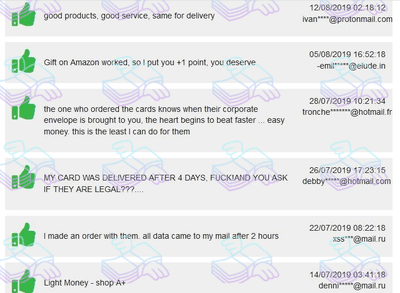 12/08/2019 02:18:12
good products, good service, same for delivery
ivan****@protonmail.com
05/08/2019 16:52:18
Gift on Amazon worked, so I put you +1 point, you deserve
-emil*****@eiude.in
28/07/2019 10:21:34
the one who ordered the cards knows when their corporate
tronche*******@hotmail.fr
envelope is brought to you, the heart begins to beat faster ... easy
money. this is the least I can do for them
26/07/2019 17:23:15
MY CARD WAS DELIVERED AFTER 4 DAYS, FUCK!AND YOU ASK
debby*****@hotmail.com
IF THEY ARE LEGAL???....
22/07/2019 08:22:18
I made an order with them. all data came to my mail after 2 hours
xss***@mail.ru
14/07/2019 03:41:18
Light Money - shop A+
denni*****@mail.ru